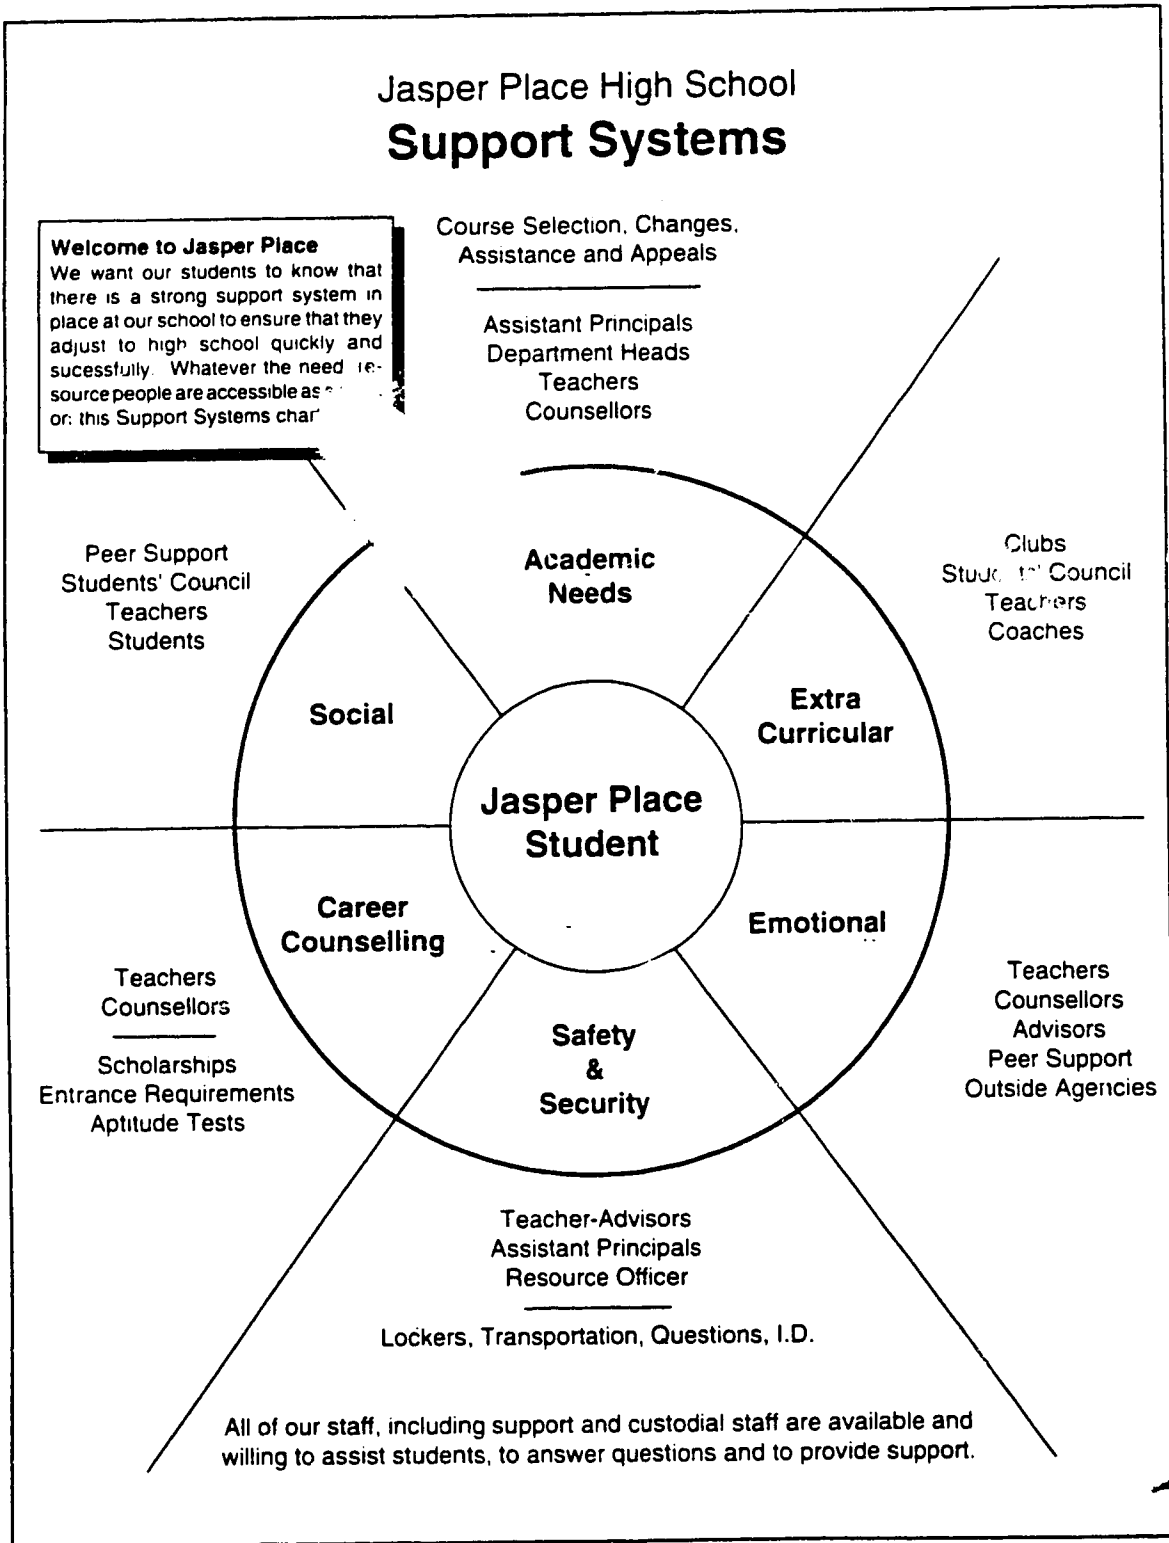 Jasper Place High School
Support Systems
Welcome to Jasper Place
We want our students to know that
there is a strong support system in
place at our school to ensure that they
adjust to high school quickly and
sucessfully. Whatever the need re-
source people are accessible as
on this Support Systems chart
Course Selection, Changes,
Assistance and Appeals
Assistant Principals
Department Heads
Teachers
Counsellors
Peer Support
Students' Council
Teachers
Students
Academic
Needs
Clubs
Students' Council
Teachers
Coaches
Social
Extra
Curricular
Jasper Place
Student
Career
Counselling
Emotional
Teachers
Counsellors
Scholarships
Entrance Requirements
Aptitude Tests
Safety
&
Security
Teachers
Counsellors
Advisors
Peer Support
Outside Agencies
Teacher-Advisors
Assistant Principals
Resource Officer
Lockers, Transportation, Questions, I.D.
All of our staff, including support and custodial staff are available and
willing to assist students, to answer questions and to provide support.